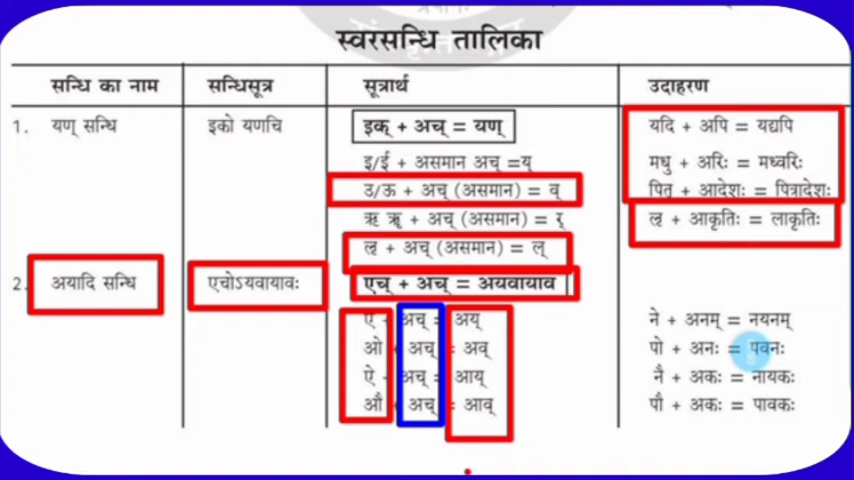 स्वरसन्धि तालिका
सन्धि का नाम सन्धिसूत्र सूत्रार्थ उदाहरण
1. यण् सन्धि इको यणचि इक् + अच् = यण् यदि + अपि = यद्यपि
इ/ई + असमान अच् =य् मधु + अरिः = मध्वरिः
उ/ऊ + अच् (असमान) = व् पितृ + आदेशः = पित्रादेशः
ऋ ॠ + अच् (असमान) = र् ऌ + आकृतिः = लाकृतिः
ऌ + अच् (असमान) = ल्
2. अयादि सन्धि एचोऽयवायावः एच् + अच् = अयवायाव
ए + अच् = अय् ने + अनम् = नयनम्
ओ + अच् = अव् पो + अनः = पवनः
ऐ + अच् = आय् नै + अकः = नायकः
औ + अच् = आव् पौ + अकः = पावकः